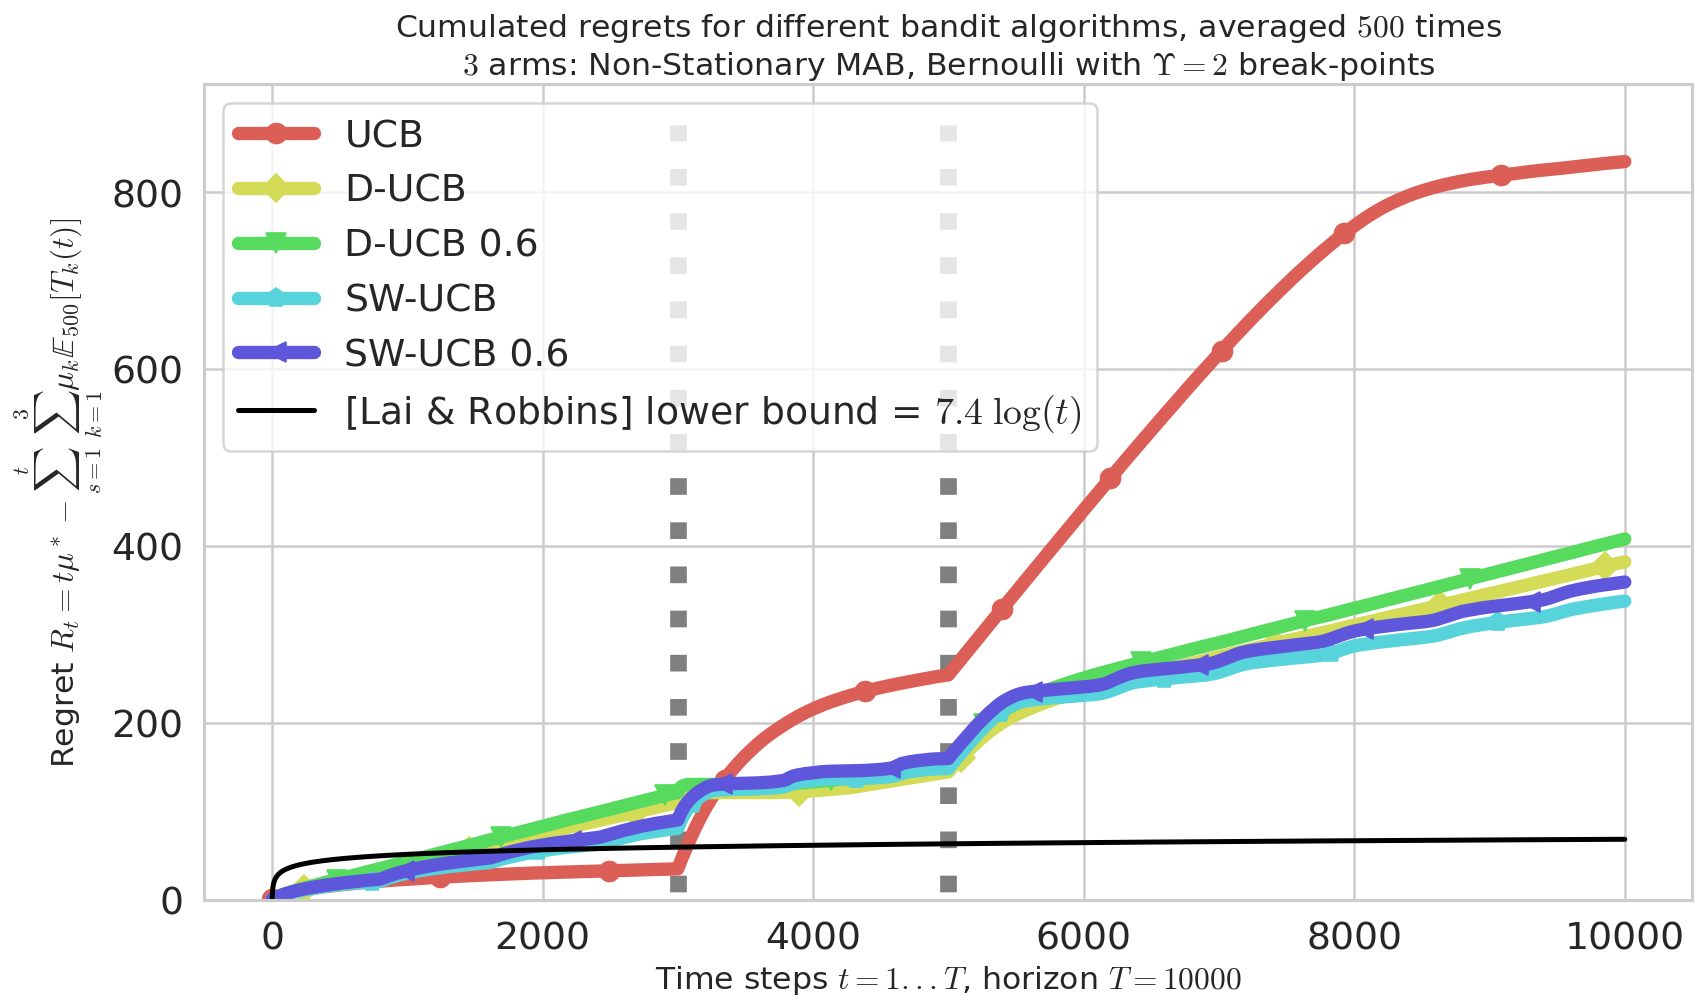 Cumulated regrets for different bandit algorithms, averaged 500 times
3 arms: Non-Stationary MAB, Bernoulli with Υ = 2 break-points
Regret R_t = tμ* − ∑_{s=1}^{t} ∑_{k=1}^{3} μ_k 𝔼_{500}[T_k(t)]
800
600
400
200
0
UCB
D-UCB
D-UCB 0.6
SW-UCB
SW-UCB 0.6
[Lai & Robbins] lower bound = 7.4 log(t)
0
2000
4000
6000
8000
10000
Time steps t = 1...T, horizon T = 10000